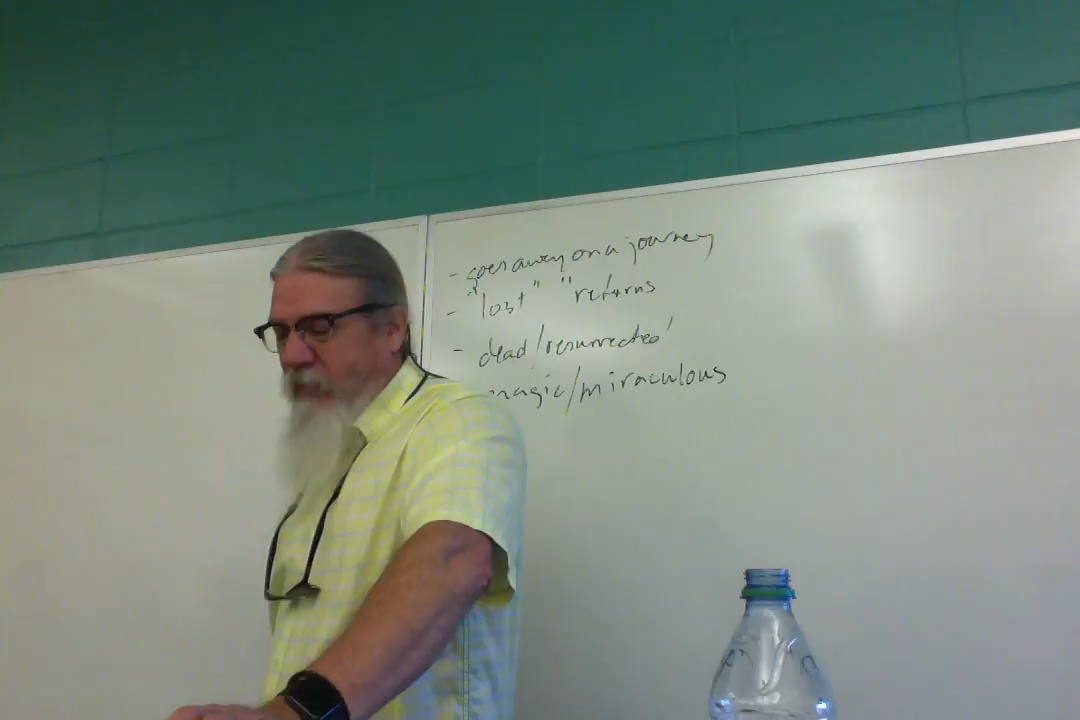 - goes away on a journey
- "lost" "returns
- dead/resurrected'
magic/miraculous